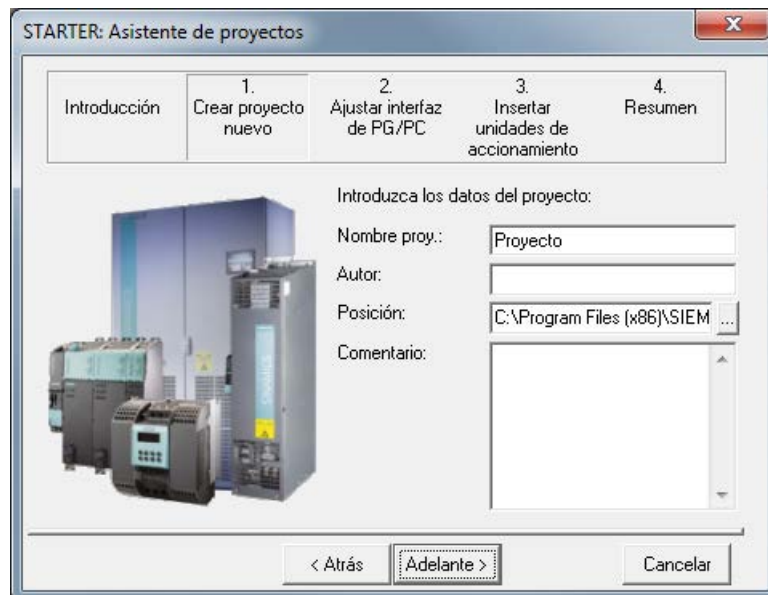 STARTER: Asistente de proyectos
Introducción
1.
Crear proyecto
nuevo
2.
Ajustar interfaz
de PG/PC
3.
Insertar
unidades de
accionamiento
4.
Resumen
Introduzca los datos del proyecto:
Nombre proy.:
Proyecto
Autor:
Posición:
C:\Program Files (x86)\SIEM
...
Comentario:
< Atrás
Adelante >
Cancelar